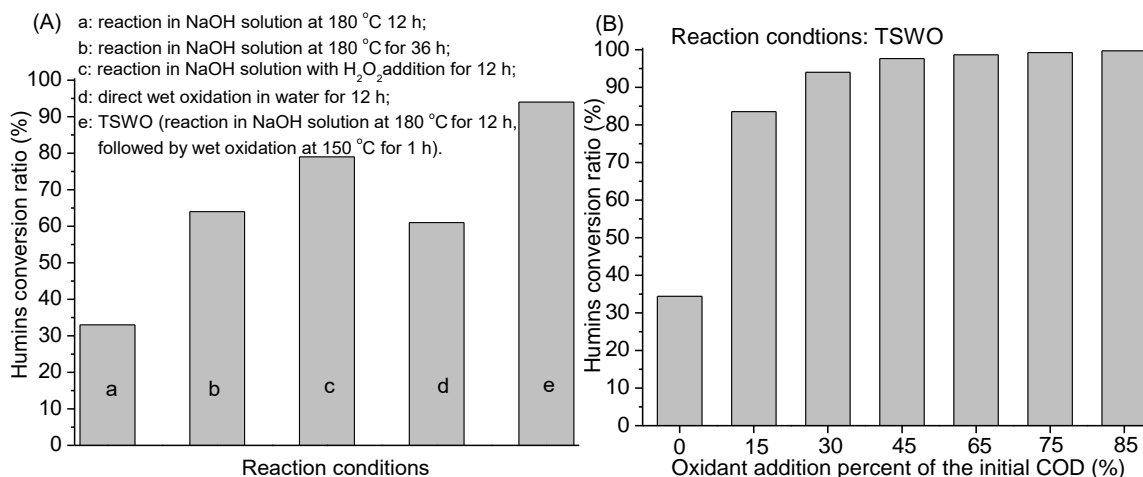 (A)
a: reaction in NaOH solution at 180 °C 12 h;
b: reaction in NaOH solution at 180 °C for 36 h;
c: reaction in NaOH solution with H₂O₂ addition for 12 h;
d: direct wet oxidation in water for 12 h;
e: TSWO (reaction in NaOH solution at 180 °C for 12 h,
followed by wet oxidation at 150 °C for 1 h).
Humins conversion ratio (%)
100
90
80
70
60
50
40
30
20
10
0
a
b
c
d
e
Reaction conditions
(B)
Reaction condtions: TSWO
Humins conversion ratio (%)
100
90
80
70
60
50
40
30
20
10
0
0 15 30 45 65 75 85
Oxidant addition percent of the initial COD (%)